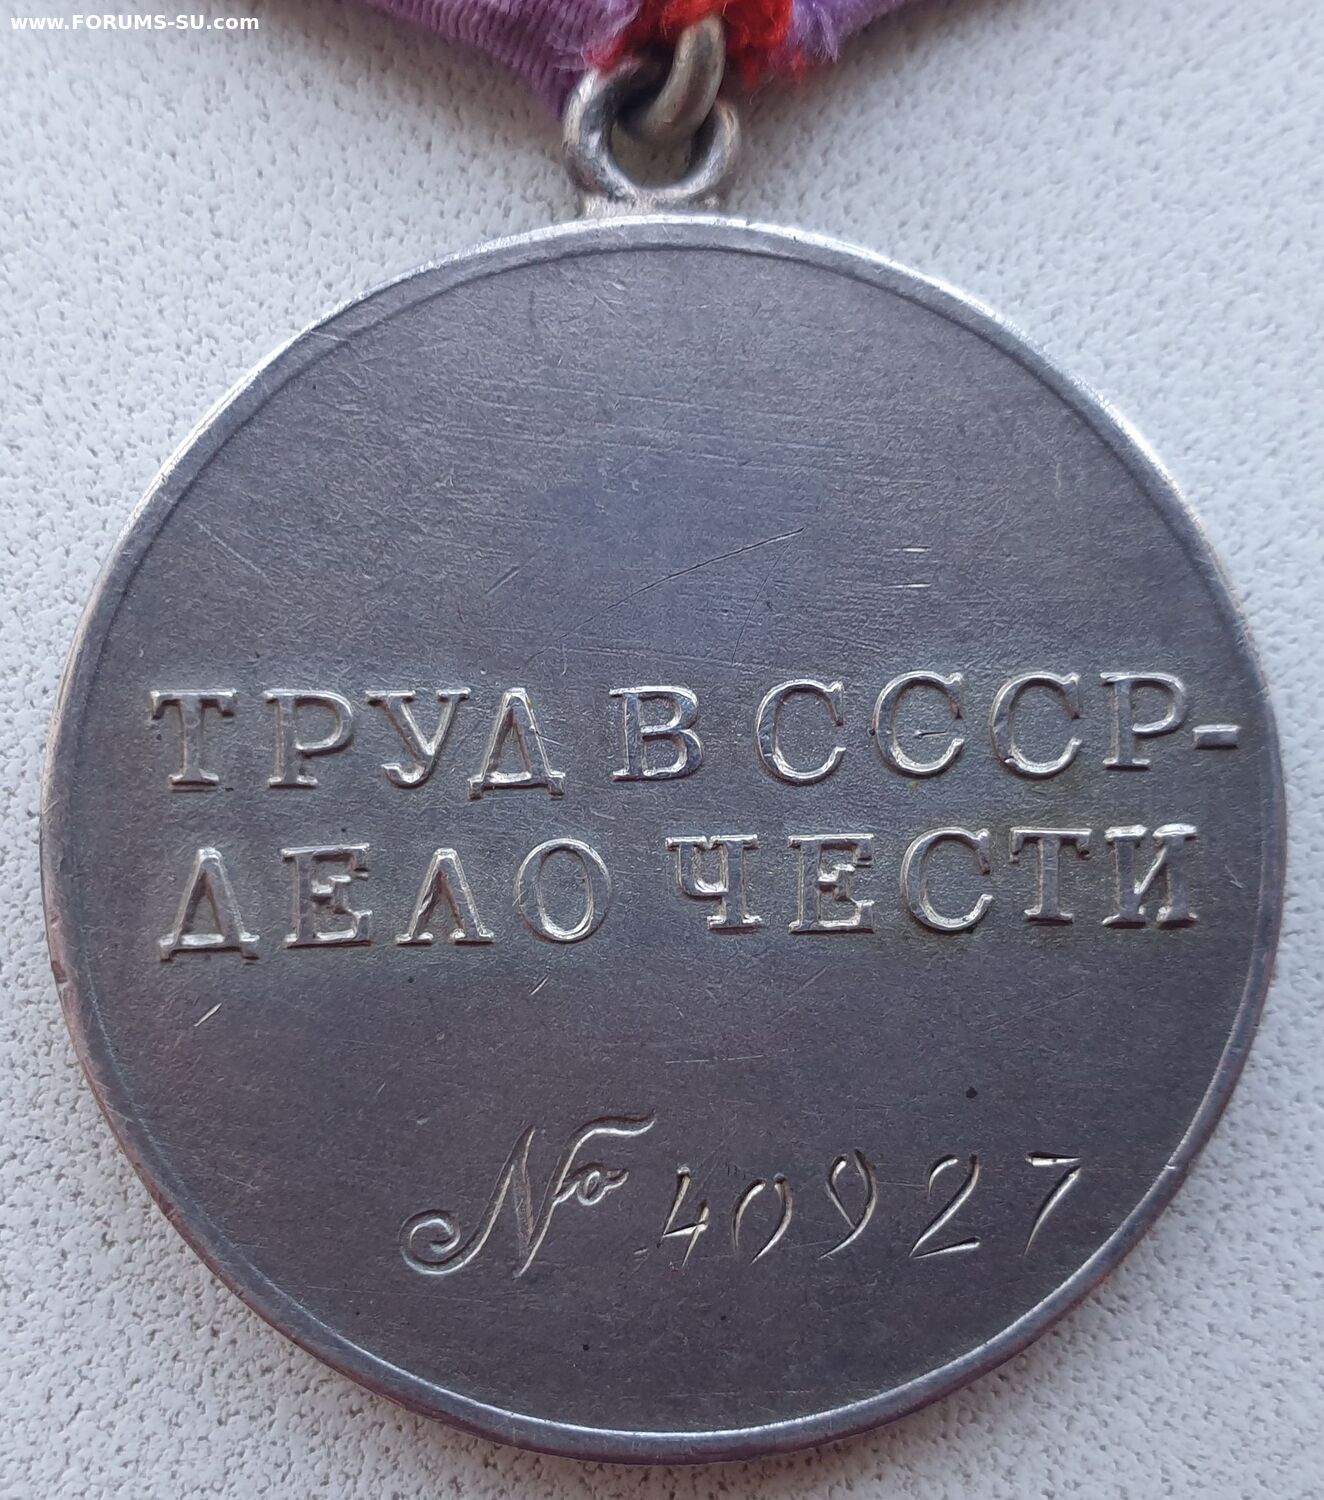 www.FORUMS-SU.com
ТРУД В СССР-
ДЕЛО ЧЕСТИ
№ 40927